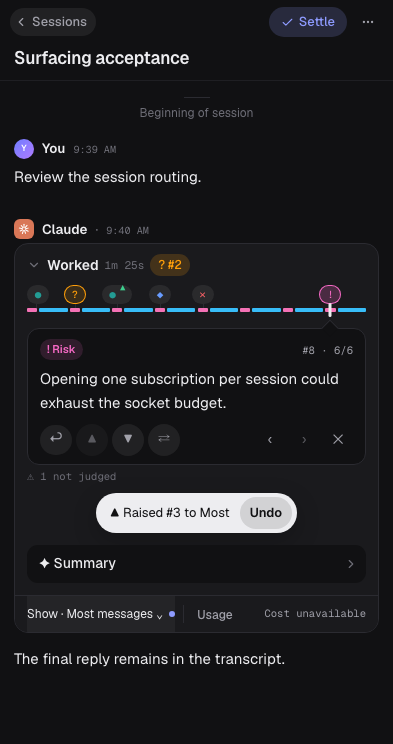 Sessions
Settle
Surfacing acceptance
Beginning of session
Y You 9:39 AM
Review the session routing.
Claude · 9:40 AM
Worked 1m 25s ? #2
?
!
! Risk #8 · 6/6
Opening one subscription per session could
exhaust the socket budget.
⚠ 1 not judged
▲ Raised #3 to Most Undo
✦ Summary
Show · Most messages
Usage
Cost unavailable
The final reply remains in the transcript.